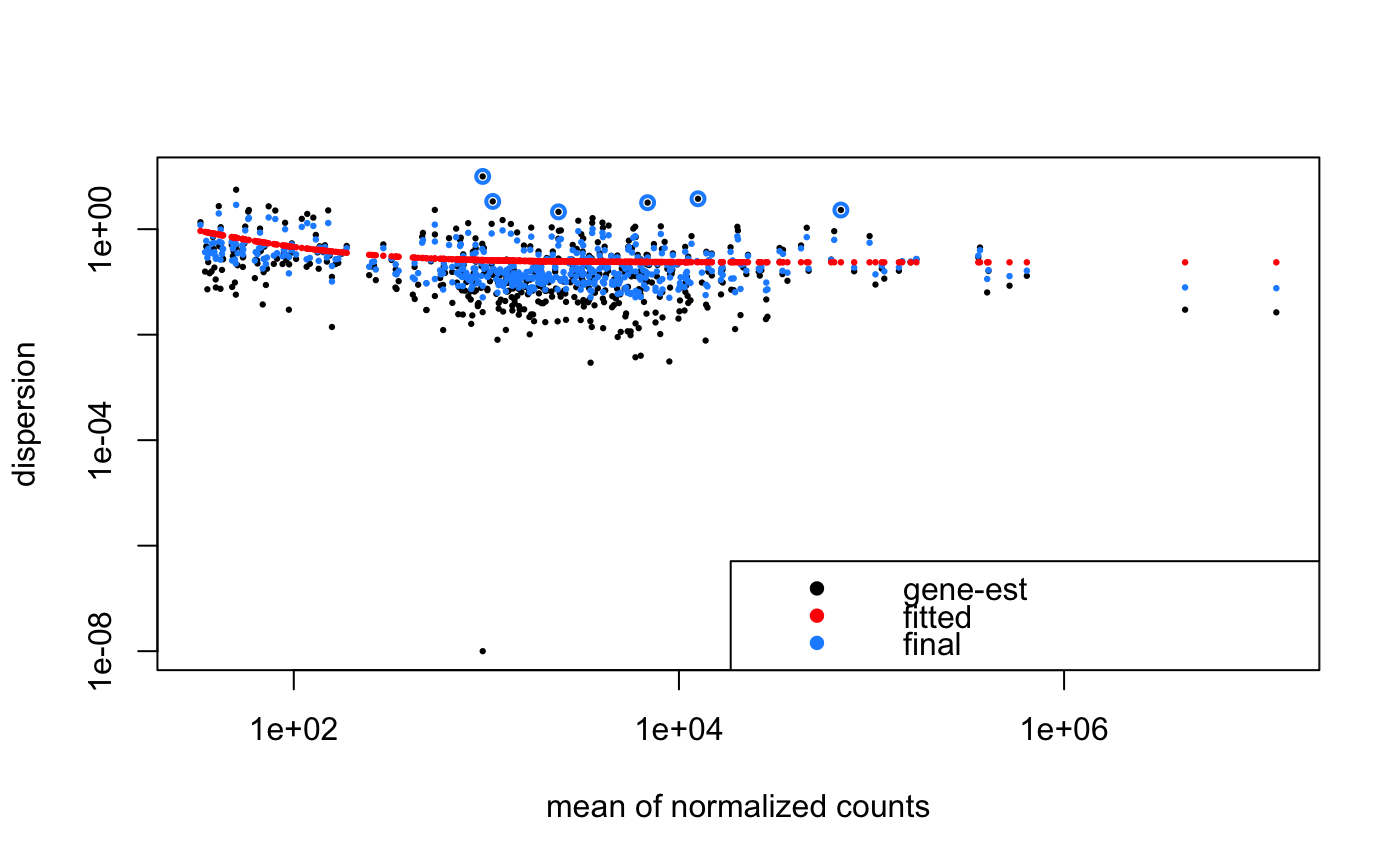 1e+00
1e-04
1e-08
dispersion
gene-est
fitted
final
1e+02
1e+04
1e+06
mean of normalized counts